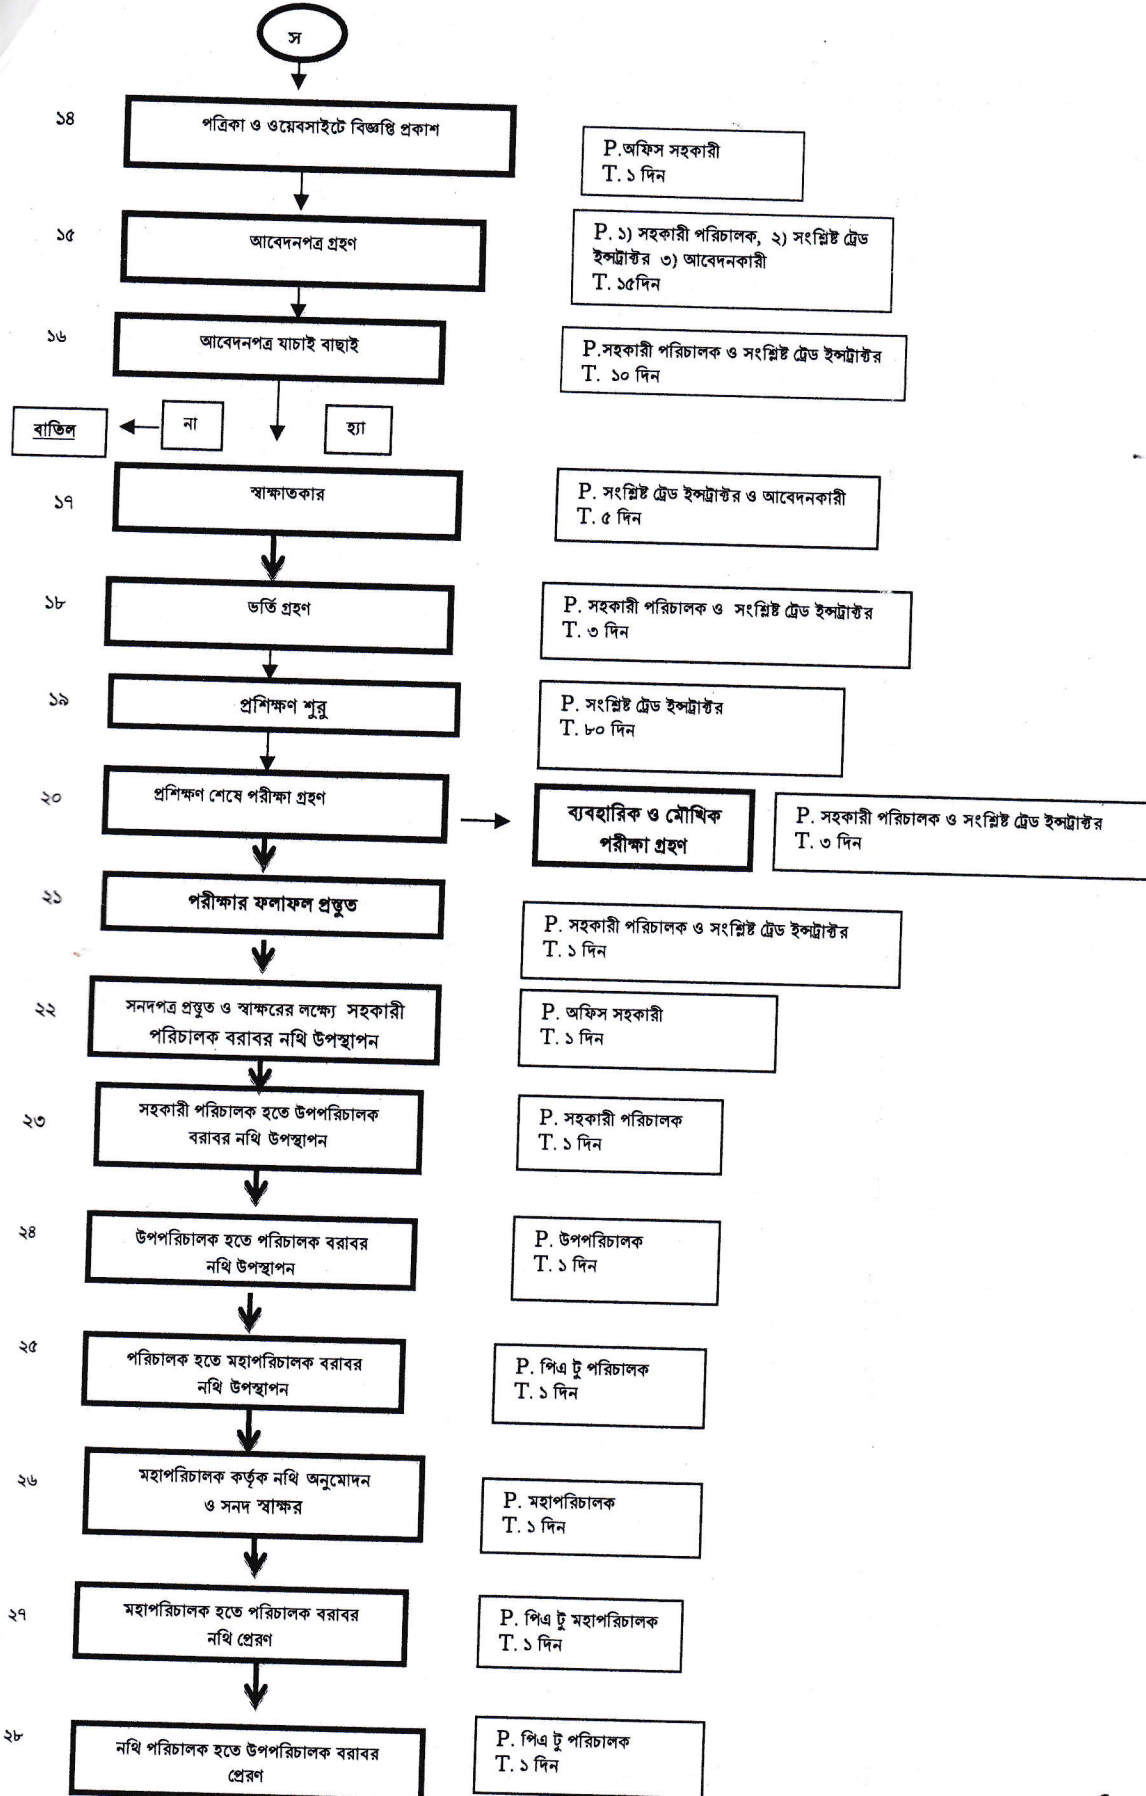 স
১৪
পত্রিকা ও ওয়েবসাইটে বিজ্ঞপ্তি প্রকাশ
P.অফিস সহকারী
T. ১ দিন
১৫
আবেদনপত্র গ্রহণ
P. ১) সহকারী পরিচালক, ২) সংশ্লিষ্ট ট্রেড
ইন্সট্রাক্টর ৩) আবেদনকারী
T. ১৫দিন
১৬
আবেদনপত্র যাচাই বাছাই
P.সহকারী পরিচালক ও সংশ্লিষ্ট ট্রেড ইন্সট্রাক্টর
T. ১০ দিন
বাতিল
না
হ্যা
১৭
স্বাক্ষাতকার
P. সংশ্লিষ্ট ট্রেড ইন্সট্রাক্টর ও আবেদনকারী
T. ৫ দিন
১৮
ভর্তি গ্রহণ
P. সহকারী পরিচালক ও সংশ্লিষ্ট ট্রেড ইন্সট্রাক্টর
T. ৩ দিন
১৯
প্রশিক্ষণ শুরু
P. সংশ্লিষ্ট ট্রেড ইন্সট্রাক্টর
T. ৮০ দিন
২০
প্রশিক্ষণ শেষে পরীক্ষা গ্রহণ
ব্যবহারিক ও মৌখিক
পরীক্ষা গ্রহণ
P. সহকারী পরিচালক ও সংশ্লিষ্ট ট্রেড ইন্সট্রাক্টর
T. ৩ দিন
২১
পরীক্ষার ফলাফল প্রস্তুত
P. সহকারী পরিচালক ও সংশ্লিষ্ট ট্রেড ইন্সট্রাক্টর
T. ১ দিন
২২
সনদপত্র প্রস্তুত ও স্বাক্ষরের লক্ষ্যে সহকারী
পরিচালক বরাবর নথি উপস্থাপন
P. অফিস সহকারী
T. ১ দিন
২৩
সহকারী পরিচালক হতে উপপরিচালক
বরাবর নথি উপস্থাপন
P. সহকারী পরিচালক
T. ১ দিন
২৪
উপপরিচালক হতে পরিচালক বরাবর
নথি উপস্থাপন
P. উপপরিচালক
T. ১ দিন
২৫
পরিচালক হতে মহাপরিচালক বরাবর
নথি উপস্থাপন
P. পিএ টু পরিচালক
T. ১ দিন
২৬
মহাপরিচালক কর্তৃক নথি অনুমোদন
ও সনদ স্বাক্ষর
P. মহাপরিচালক
T. ১ দিন
২৭
মহাপরিচালক হতে পরিচালক বরাবর
নথি প্রেরণ
P. পিএ টু মহাপরিচালক
T. ১ দিন
২৮
নথি পরিচালক হতে উপপরিচালক বরাবর
প্রেরণ
P. পিএ টু পরিচালক
T. ১ দিন